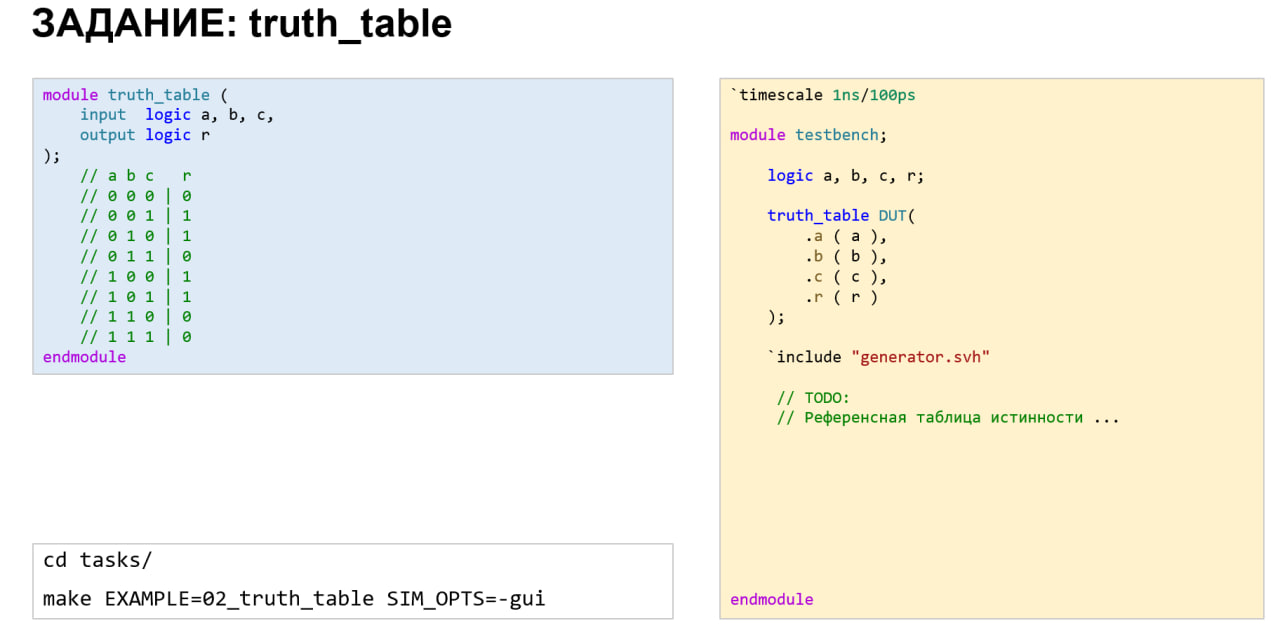 ЗАДАНИЕ: truth_table
module truth_table (
    input  logic a, b, c,
    output logic r
);
    // a b c   r
    // 0 0 0 | 0
    // 0 0 1 | 1
    // 0 1 0 | 1
    // 0 1 1 | 0
    // 1 0 0 | 1
    // 1 0 1 | 1
    // 1 1 0 | 0
    // 1 1 1 | 0
endmodule
cd tasks/
make EXAMPLE=02_truth_table SIM_OPTS=-gui
`timescale 1ns/100ps
module testbench;
    logic a, b, c, r;
    truth_table DUT(
        .a ( a ),
        .b ( b ),
        .c ( c ),
        .r ( r )
    );
    `include "generator.svh"
     // TODO:
     // Референсная таблица истинности ...
endmodule